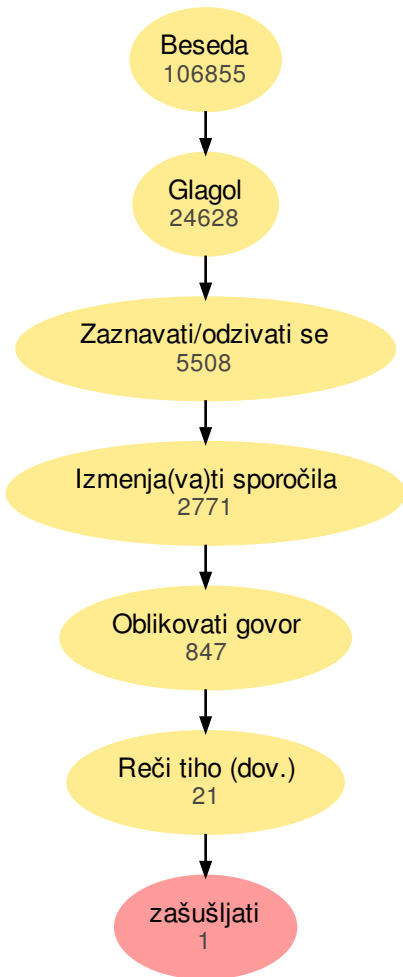 Beseda
106855
Glagol
24628
Zaznavati/odzivati se
5508
Izmenja(va)ti sporočila
2771
Oblikovati govor
847
Reči tiho (dov.)
21
zašušljati
1